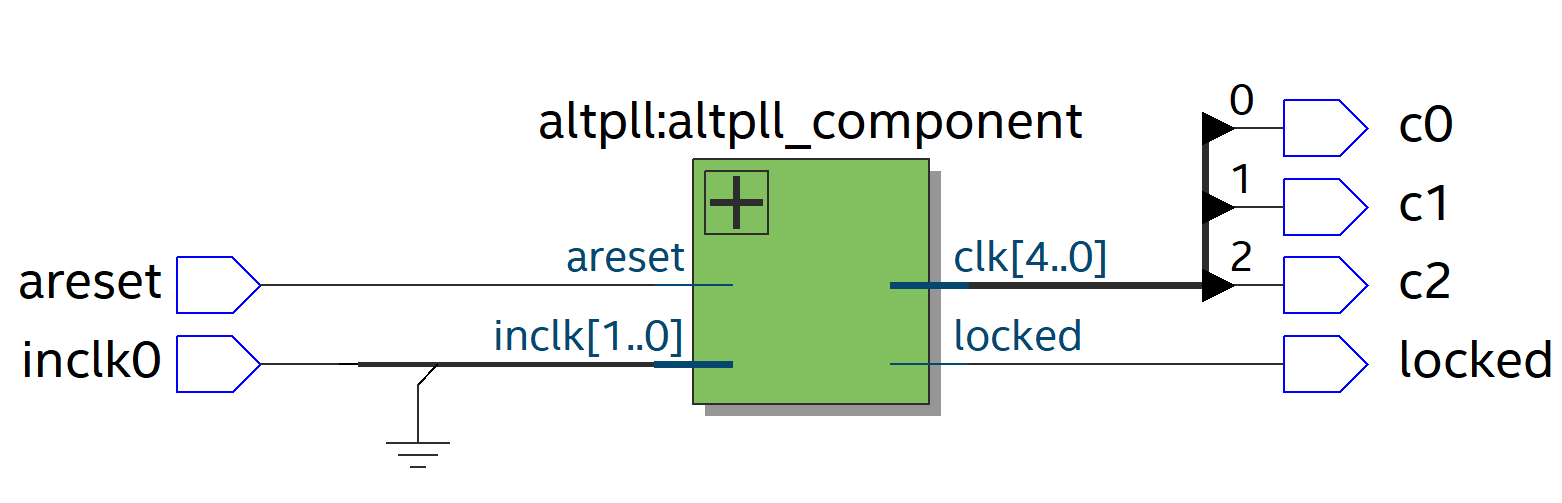 altpll:altpll_component
0
c0
1
c1
areset
areset
clk[4..0]
2
c2
inclk0
inclk[1..0]
locked
locked